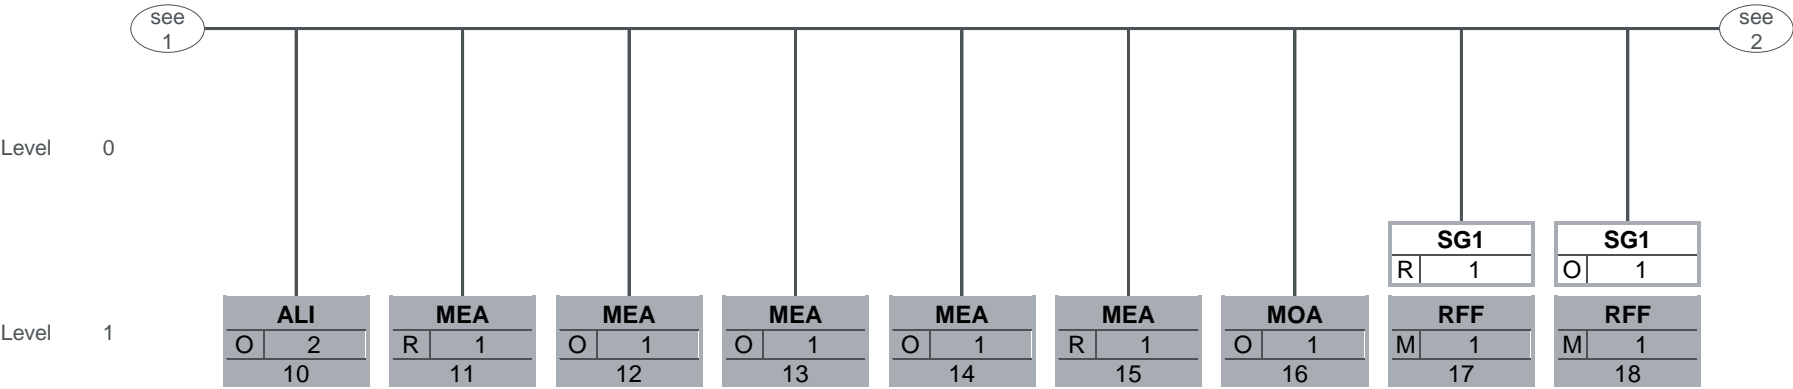 see
1
see
2
Level 0
SG1 SG1
R 1 O 1
Level 1
ALI MEA MEA MEA MEA MEA MOA RFF RFF
O 2 R 1 O 1 O 1 O 1 R 1 O 1 M 1 M 1
10 11 12 13 14 15 16 17 18